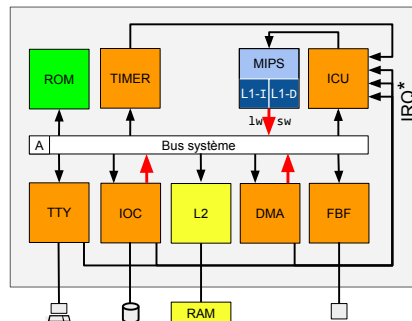 ROM
TIMER
MIPS
L1-I
L1-D
ICU
lw
sw
IRQ*
A
Bus système
TTY
IOC
L2
DMA
FBF
RAM